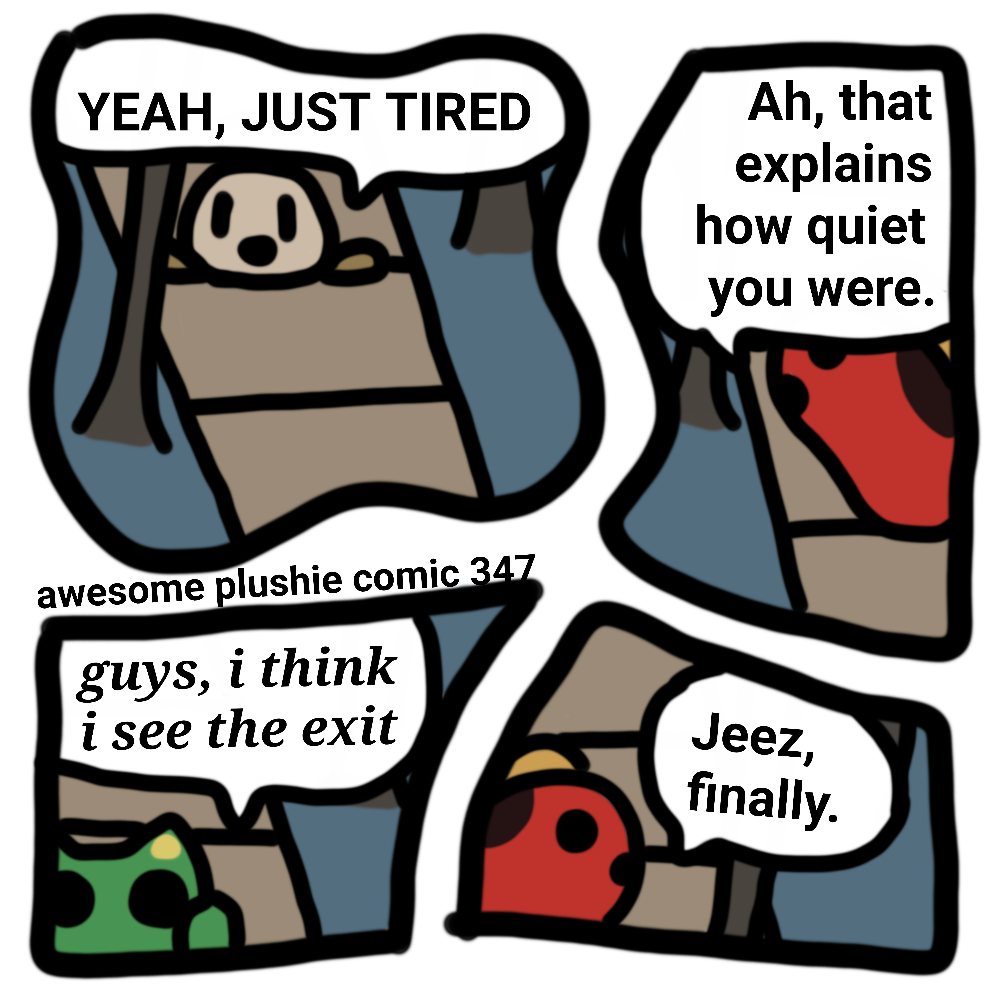 YEAH, JUST TIRED
Ah, that
explains
how quiet
you were.
awesome plushie comic 347
guys, i think
i see the exit
Jeez,
finally.